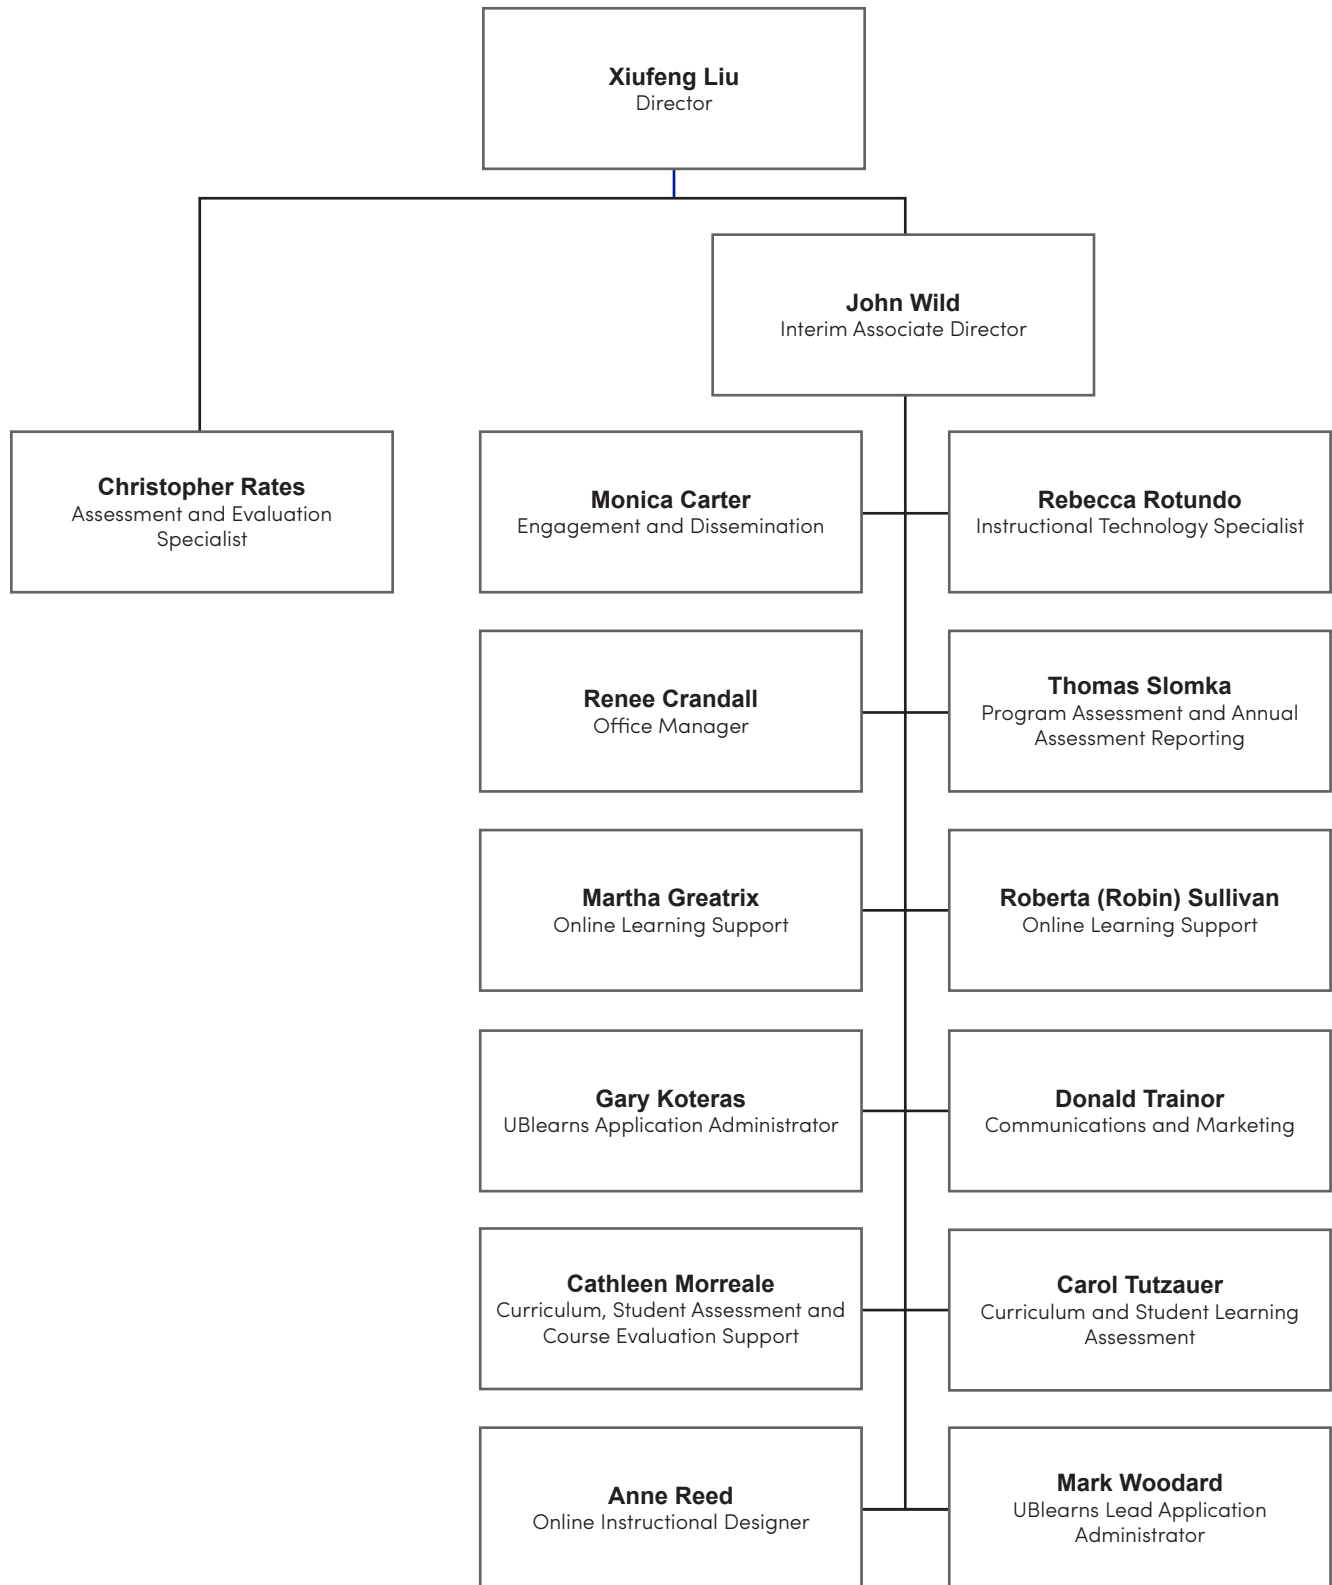 Xiufeng Liu
Director
John Wild
Interim Associate Director
Christopher Rates
Assessment and Evaluation
Specialist
Monica Carter
Engagement and Dissemination
Rebecca Rotundo
Instructional Technology Specialist
Renee Crandall
Office Manager
Thomas Slomka
Program Assessment and Annual
Assessment Reporting
Martha Greatrix
Online Learning Support
Roberta (Robin) Sullivan
Online Learning Support
Gary Koteras
UBlearns Application Administrator
Donald Trainor
Communications and Marketing
Cathleen Morreale
Curriculum, Student Assessment and
Course Evaluation Support
Carol Tutzauer
Curriculum and Student Learning
Assessment
Anne Reed
Online Instructional Designer
Mark Woodard
UBlearns Lead Application
Administrator